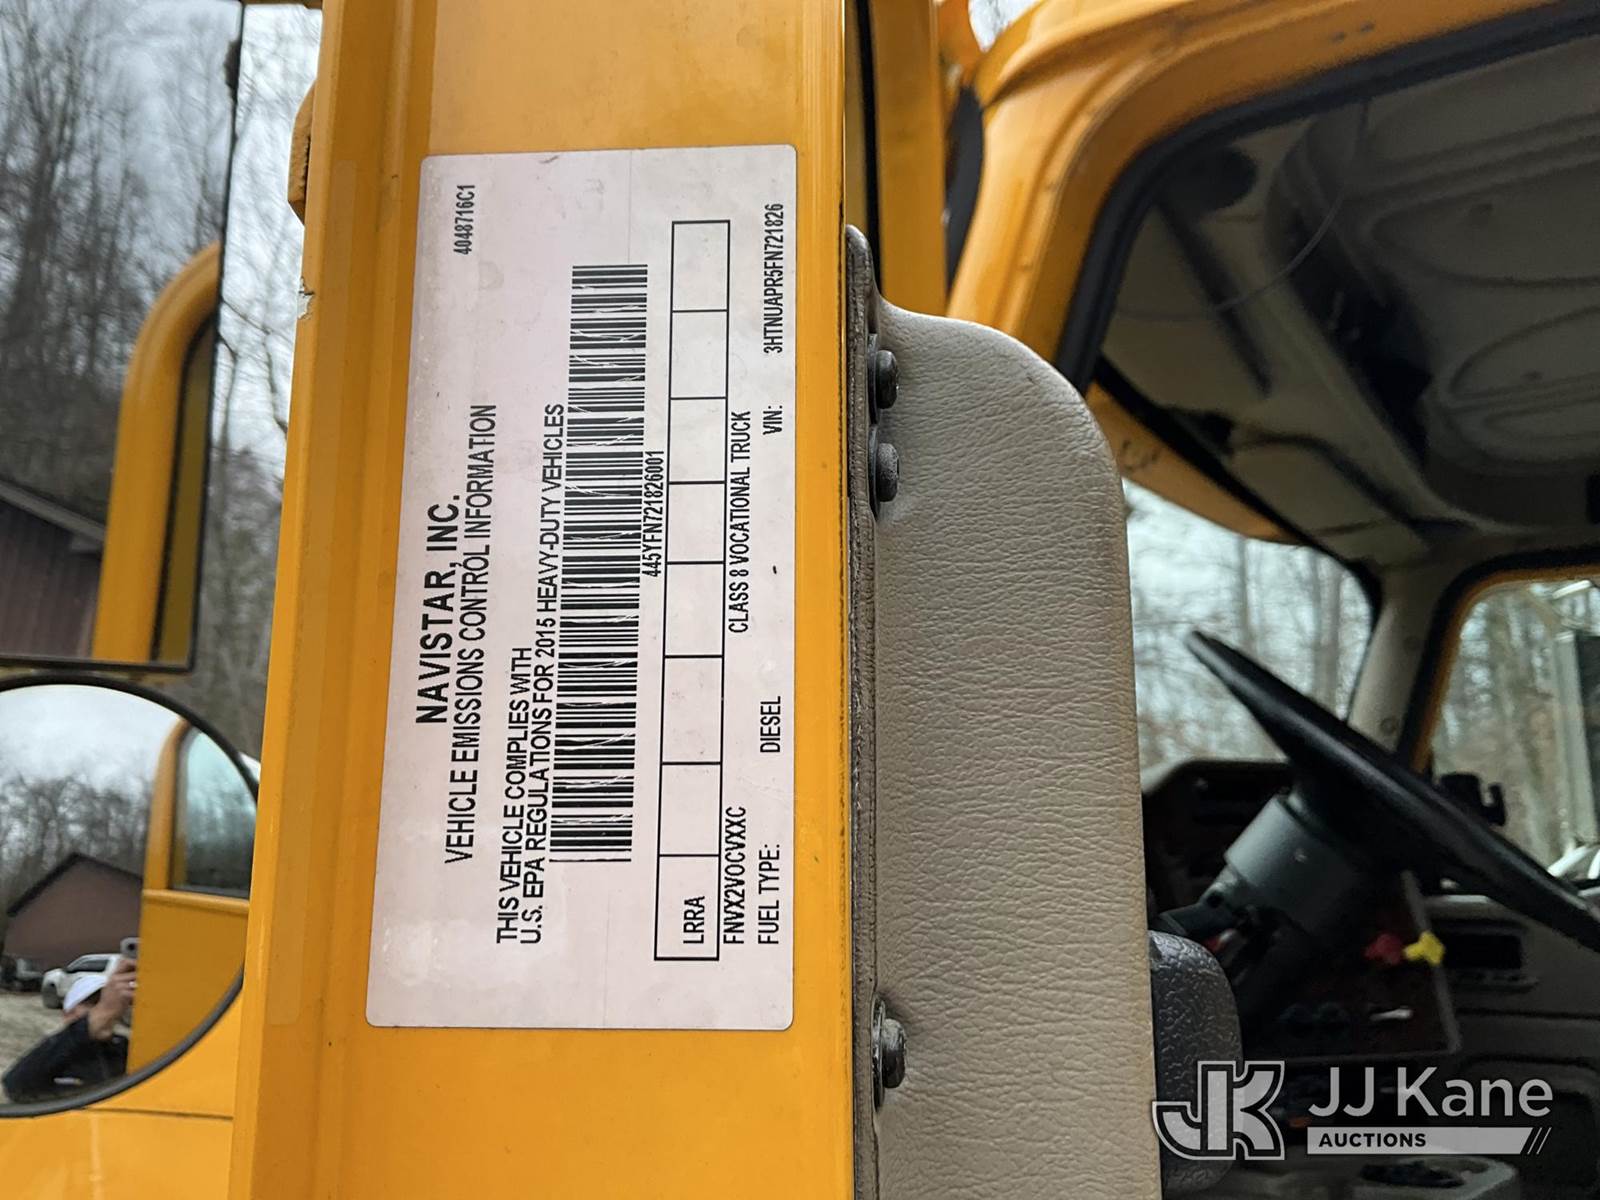 4048716C1
NAVISTAR, INC.
VEHICLE EMISSIONS CONTROL INFORMATION
THIS VEHICLE COMPLIES WITH
U.S. EPA REGULATIONS FOR 2015 HEAVY-DUTY VEHICLES
445YFN721826001
LRRA
FNVX2VOCVXXC CLASS 8 VOCATIONAL TRUCK
FUEL TYPE: DIESEL VIN: 3HTNUAPR5FN721826
JK JJ Kane
AUCTIONS